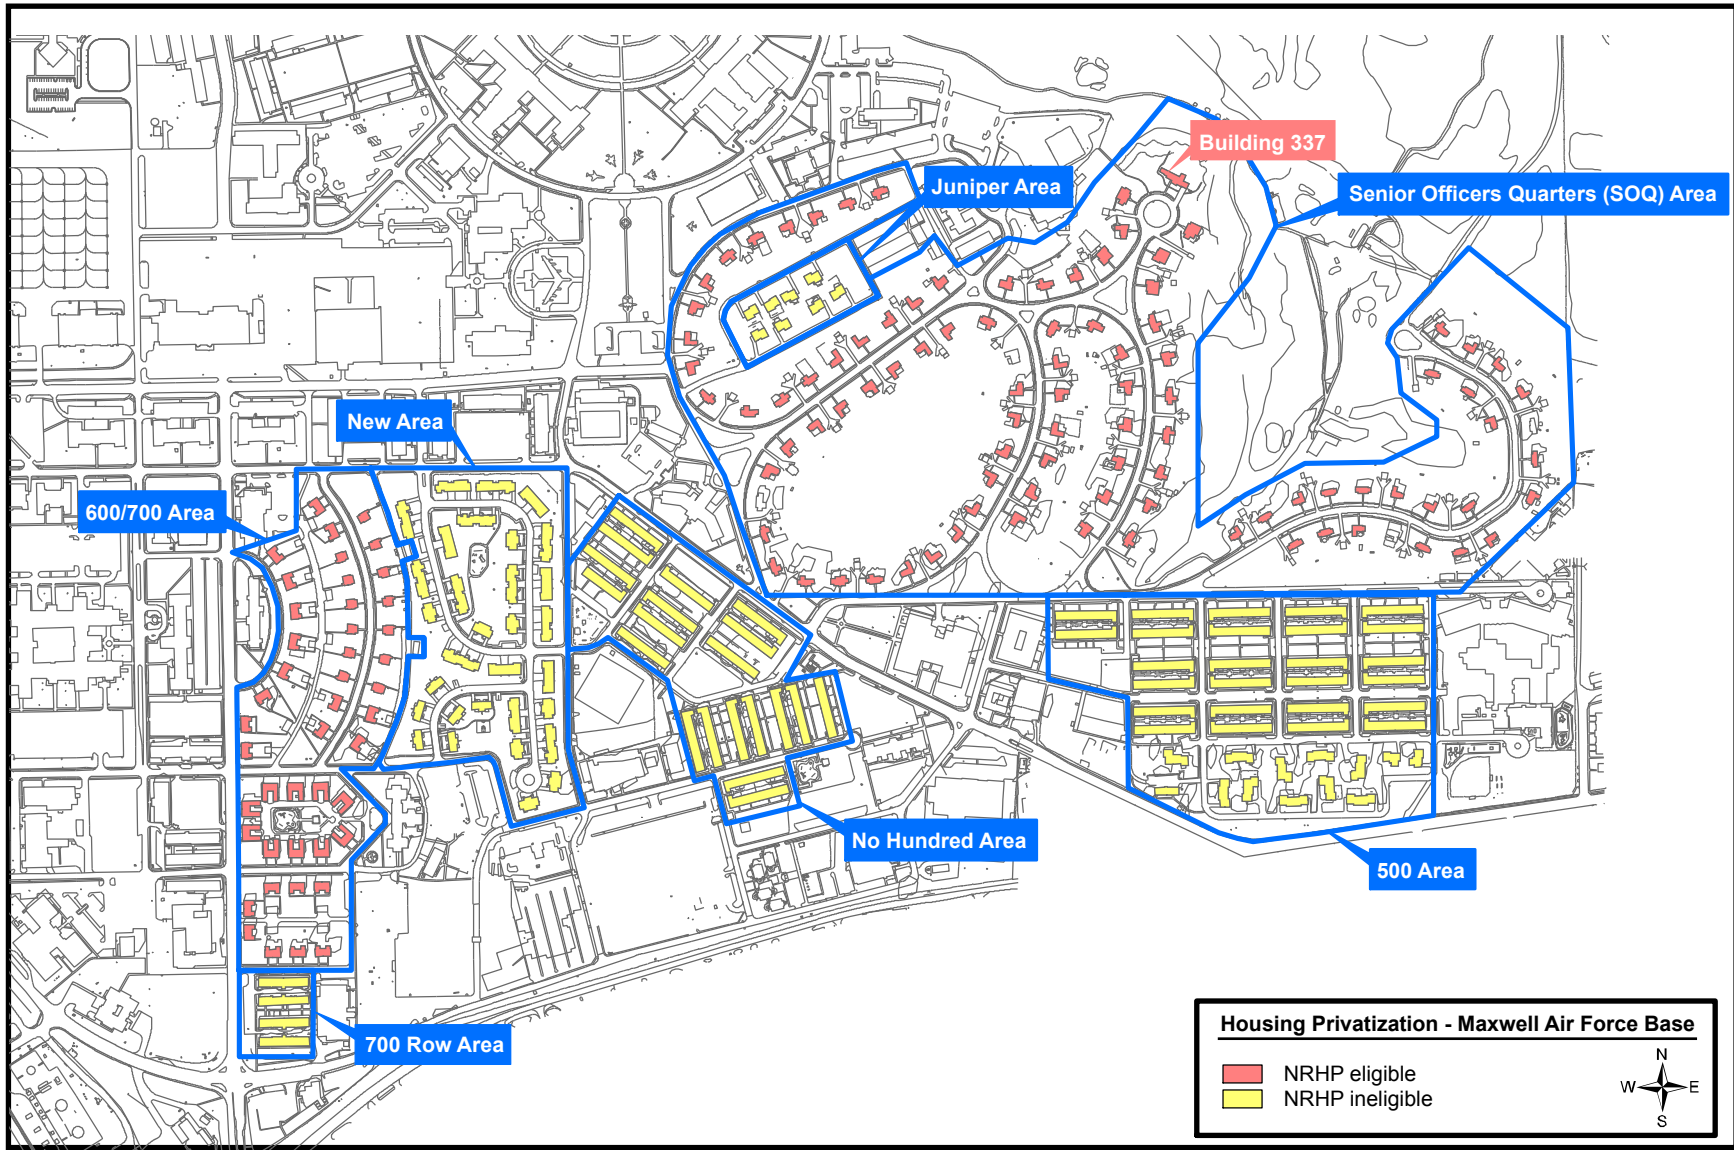 Building 337
Juniper Area
Senior Officers Quarters (SOQ) Area
New Area
600/700 Area
No Hundred Area
500 Area
700 Row Area
Housing Privatization - Maxwell Air Force Base
NRHP eligible
NRHP ineligible
N
W E
S